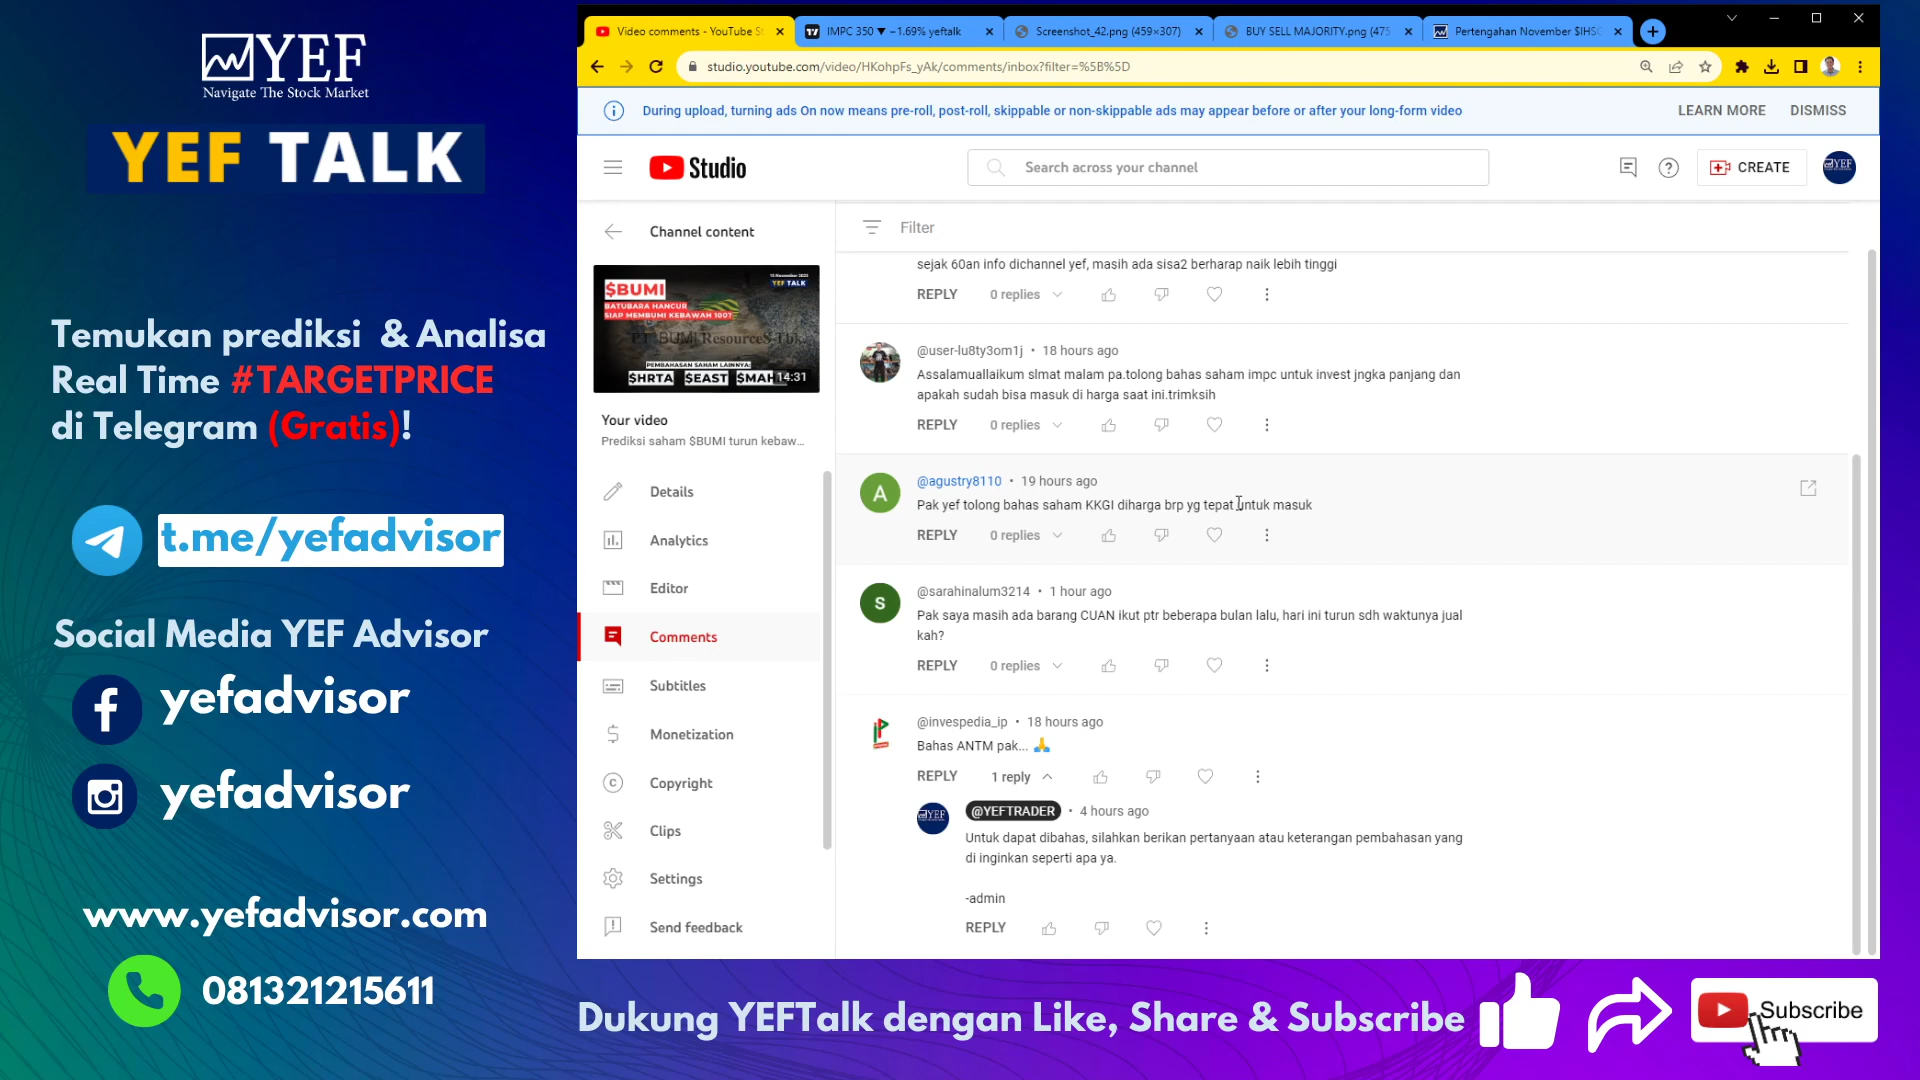 YEF
Navigate The Stock Market
YEF TALK
Temukan prediksi & Analisa
Real Time #TARGETPRICE
di Telegram (Gratis)!
t.me/yefadvisor
Social Media YEF Advisor
yefadvisor
yefadvisor
www.yefadvisor.com
081321215611
Video comments - YouTube St
IMPC 350 ▼ −1.69% yeftalk
Screenshot_42.png (459×307)
BUY SELL MAJORITY.png (475
Pertengahan November $IHSG
studio.youtube.com/video/HKohpFs_yAk/comments/inbox?filter=%5B%5D
During upload, turning ads On now means pre-roll, post-roll, skippable or non-skippable ads may appear before or after your long-form video
LEARN MORE
DISMISS
Studio
Search across your channel
CREATE
YEF
Channel content
$BUMI
YEF TALK
BATUBARA HANCUR
SIAP MEMBUMI KEBAWAH 100?
PT BUMI Resources Tbk.
PEMBAHASAN SAHAM LAINNYA:
$HRTA $EAST $MAH
14:31
Your video
Prediksi saham $BUMI turun kebaw...
Details
Analytics
Editor
Comments
Subtitles
Monetization
Copyright
Clips
Settings
Send feedback
Filter
sejak 60an info dichannel yef, masih ada sisa2 berharap naik lebih tinggi
REPLY 0 replies
@user-lu8ty3om1j • 18 hours ago
Assalamuallaikum slmat malam pa.tolong bahas saham impc untuk invest jngka panjang dan
apakah sudah bisa masuk di harga saat ini.trimksih
REPLY 0 replies
A
@agustry8110 • 19 hours ago
Pak yef tolong bahas saham KKGI diharga brp yg tepat untuk masuk
REPLY 0 replies
S
@sarahinalum3214 • 1 hour ago
Pak saya masih ada barang CUAN ikut ptr beberapa bulan lalu, hari ini turun sdh waktunya jual
kah?
REPLY 0 replies
@invespedia_ip • 18 hours ago
Bahas ANTM pak... 🙏
REPLY 1 reply
YEF
@YEFTRADER • 4 hours ago
Untuk dapat dibahas, silahkan berikan pertanyaan atau keterangan pembahasan yang
di inginkan seperti apa ya.
-admin
REPLY
Dukung YEFTalk dengan Like, Share & Subscribe
Subscribe